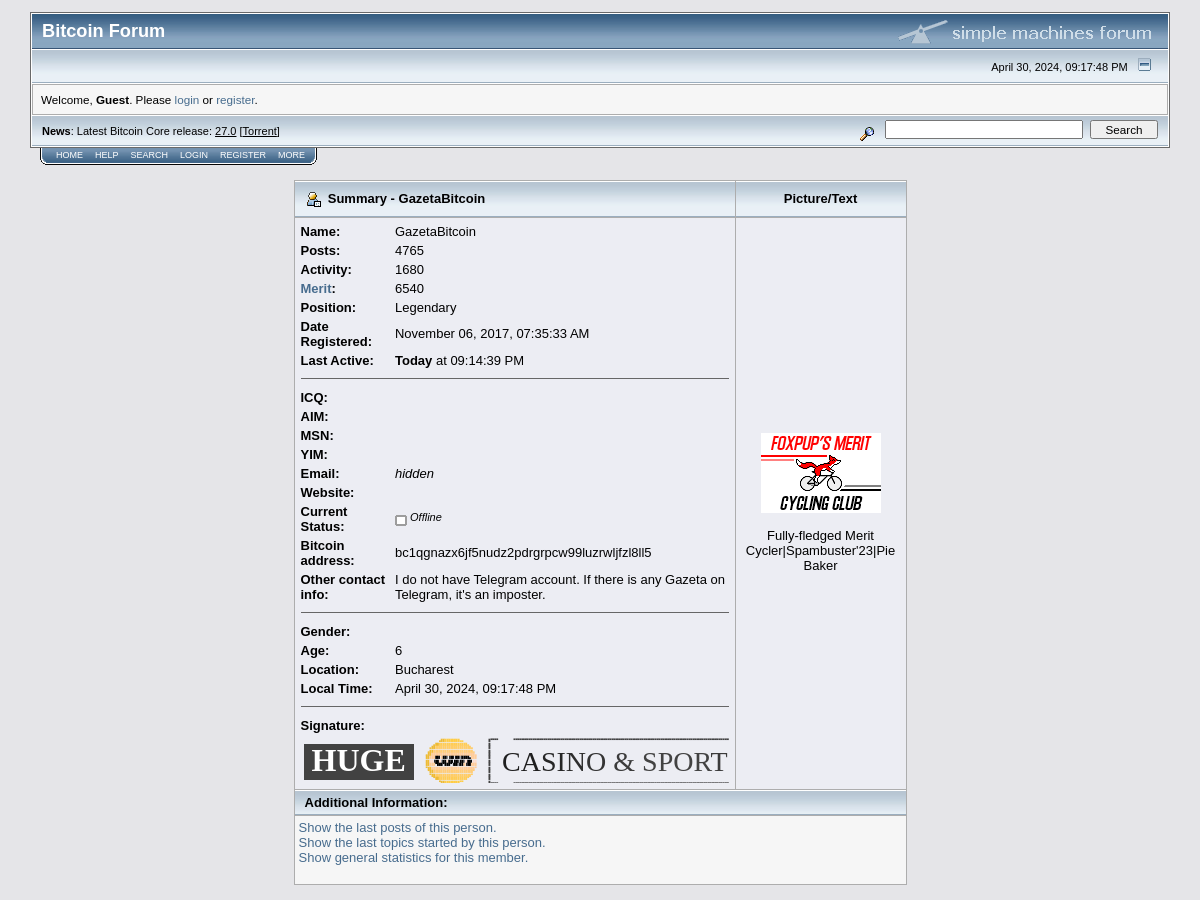 Bitcoin Forum
simple machines forum
April 30, 2024, 09:17:48 PM
Welcome, Guest. Please login or register.
News: Latest Bitcoin Core release: 27.0 [Torrent]
Search
HOME HELP SEARCH LOGIN REGISTER MORE
Summary - GazetaBitcoin
Picture/Text
Name: GazetaBitcoin
Posts: 4765
Activity: 1680
Merit: 6540
Position: Legendary
Date
Registered: November 06, 2017, 07:35:33 AM
Last Active: Today at 09:14:39 PM
ICQ:
AIM:
MSN:
YIM:
Email: hidden
Website:
Current
Status: Offline
Bitcoin
address: bc1qgnazx6jf5nudz2pdrgrpcw99luzrwljfzl8ll5
Other contact I do not have Telegram account. If there is any Gazeta on
info: Telegram, it's an imposter.
Gender:
Age: 6
Location: Bucharest
Local Time: April 30, 2024, 09:17:48 PM
Signature:
HUGE WIN CASINO & SPORT
FOXPUP'S MERIT
CYCLING CLUB
Fully-fledged Merit
Cycler|Spambuster'23|Pie
Baker
Additional Information:
Show the last posts of this person.
Show the last topics started by this person.
Show general statistics for this member.